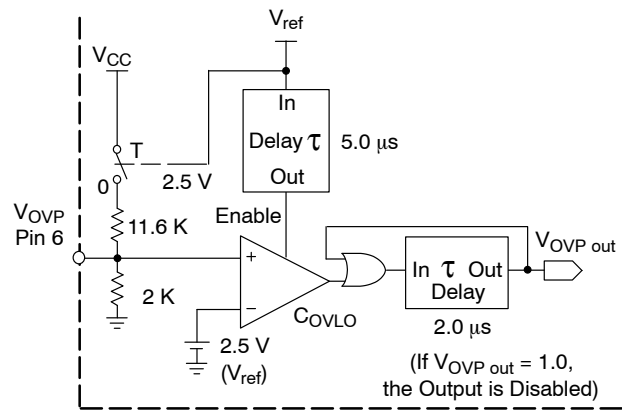 Vref
VCC
In
Delay τ
Out
5.0 µs
T
0
2.5 V
Enable
VOVP
Pin 6
11.6 K
2 K
+
−
COVLO
2.5 V
(Vref)
In τ Out
Delay
2.0 µs
VOVP out
(If VOVP out = 1.0,
the Output is Disabled)